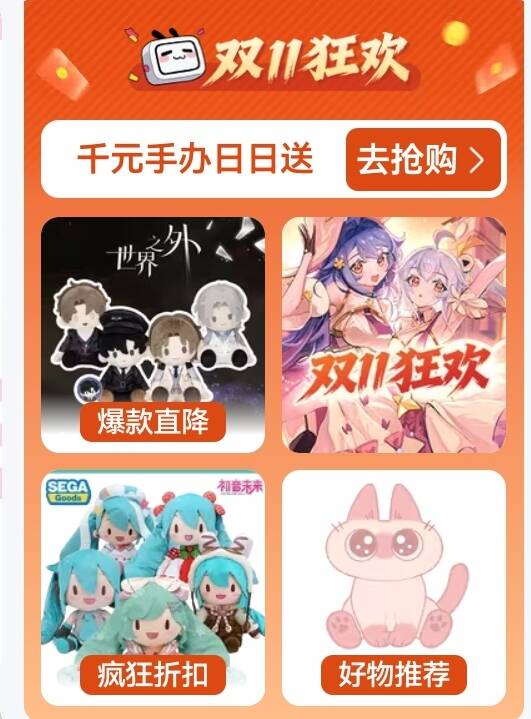 双11狂欢
千元手办日日送
去抢购
世界之外
爆款直降
双11狂欢
SEGA
Goods
初音未来
疯狂折扣
好物推荐